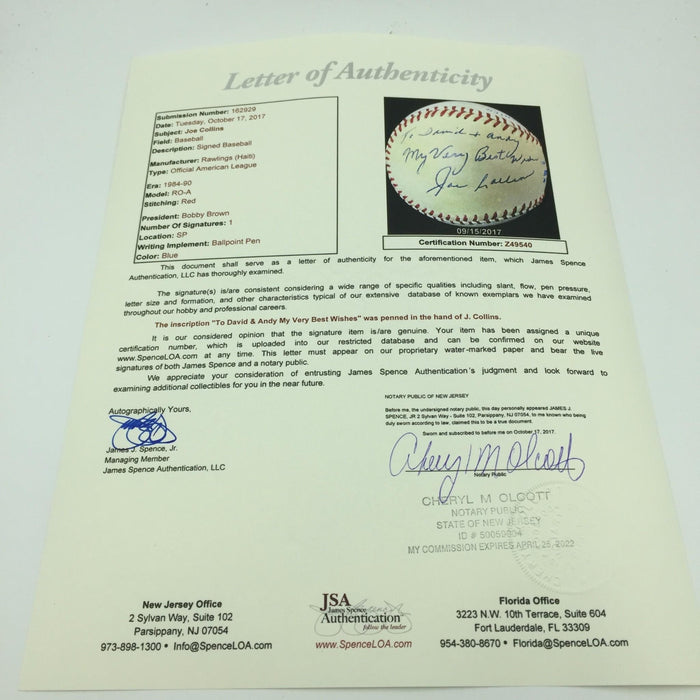 Letter of Authenticity
Submission Number: 162929
Date: Tuesday, October 17, 2017
Subject: Joe Collins
Field: Baseball
Description: Signed Baseball
Manufacturer: Rawlings (Haiti)
Type: Official American League
Era: 1984-90
Model: RO-A
Stitching: Red
President: Bobby Brown
Number Of Signatures: 1
Location: SP
Writing Implement: Ballpoint Pen
Color: Blue
To David & Andy
My Very Best Wishes
Joe Collins
09/15/2017
Certification Number: Z49540
This document shall serve as a letter of authenticity for the aforementioned item, which James Spence
Authentication, LLC has thoroughly examined.
The signature(s) is/are consistent considering a wide range of specific qualities including slant, flow, pen pressure,
letter size and formation, and other characteristics typical of our extensive database of known exemplars we have examined
throughout our hobby and professional careers.
The inscription "To David & Andy My Very Best Wishes" was penned in the hand of J. Collins.
It is our considered opinion that the signature item is/are genuine. Your item has been assigned a unique
certification number, which is uploaded into our restricted database and can be confirmed on our website
www.SpenceLOA.com at any time. This letter must appear on our proprietary water-marked paper and bear the live
signatures of both James Spence and a notary public.
We appreciate your consideration of entrusting James Spence Authentication's judgment and look forward to
examining additional collectibles for you in the near future.
Autographically Yours,
James J. Spence, Jr.
Managing Member
James Spence Authentication, LLC
NOTARY PUBLIC OF NEW JERSEY
Before me, the undersigned notary public, this day personally appeared JAMES J.
SPENCE, JR 2 Sylvan Way - Suite 102, Parsippany, NJ 07054, to me known who being
duly sworn according to law, claimed this to be a true document.
Sworn and subscribed to before me on October 17, 2017.
Cheryl M Olcott
Notary Public
CHERYL M OLCOTT
NOTARY PUBLIC
STATE OF NEW JERSEY
ID # 50050004
MY COMMISSION EXPIRES APRIL 25, 2022
New Jersey Office
2 Sylvan Way, Suite 102
Parsippany, NJ 07054
973-898-1300 • Info@SpenceLOA.com
JSA
James Spence
Authentication
follow the leader
www.SpenceLOA.com
Florida Office
3223 N.W. 10th Terrace, Suite 604
Fort Lauderdale, FL 33309
954-380-8670 • Florida@SpenceLOA.com